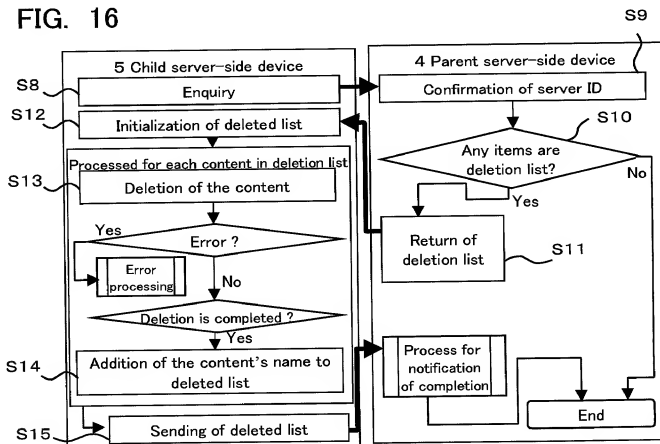 FIG. 16
S9
5 Child server-side device
4 Parent server-side device
S8
Enquiry
Confirmation of server ID
S12
Initialization of deleted list
S10
Processed for each content in deletion list
Any items are
deletion list?
No
S13
Deletion of the content
Yes
Yes
Error ?
Return of
deletion list
S11
Error
processing
No
Deletion is completed ?
Yes
Process for
notification
of completion
S14
Addition of the content's name to
deleted list
End
S15
Sending of deleted list